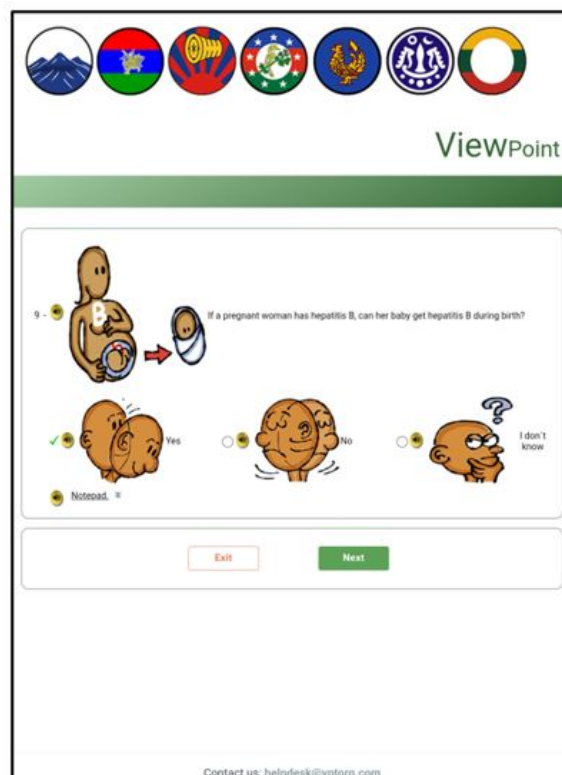 ViewPoint
9 -
B
If a pregnant woman has hepatitis B, can her baby get hepatitis B during birth?
Yes
No
?
I don't
know
Notepad.
Exit
Next
Contact us: helpdesk@vptorg.com